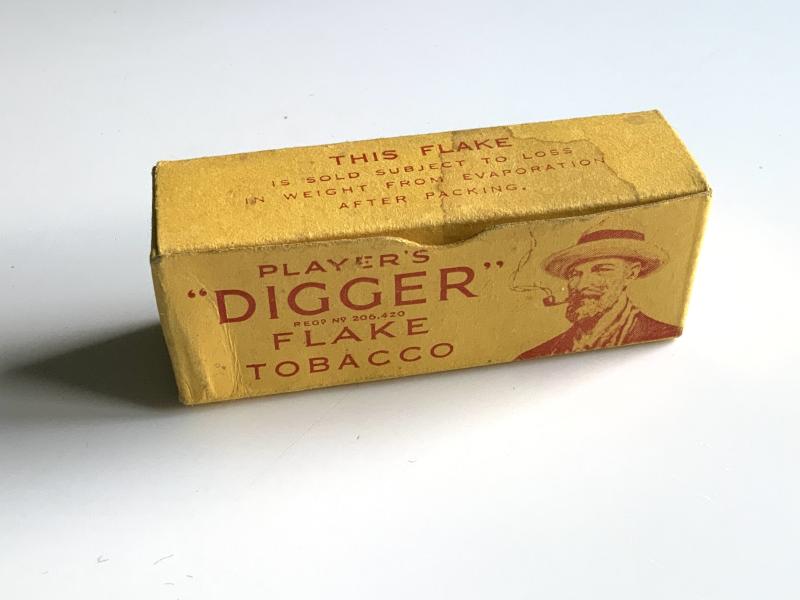 THIS FLAKE
IS SOLD SUBJECT TO LOSS
IN WEIGHT FROM EVAPORATION
AFTER PACKING.
PLAYER'S
"DIGGER"
REGD No 206,420
FLAKE
TOBACCO